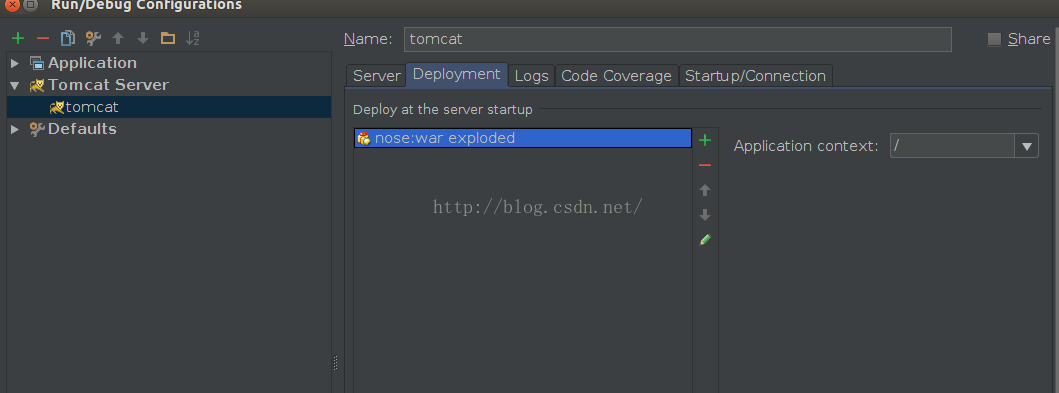 Run/Debug Configurations
Name: tomcat
Share
Application
Tomcat Server
tomcat
Defaults
Server
Deployment
Logs
Code Coverage
Startup/Connection
Deploy at the server startup
nose:war exploded
Application context: /
http://blog.csdn.net/